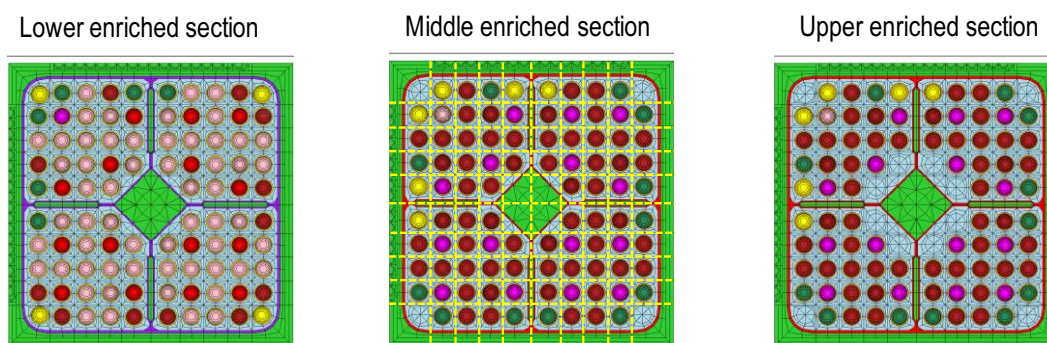 Lower enriched section
Middle enriched section
Upper enriched section